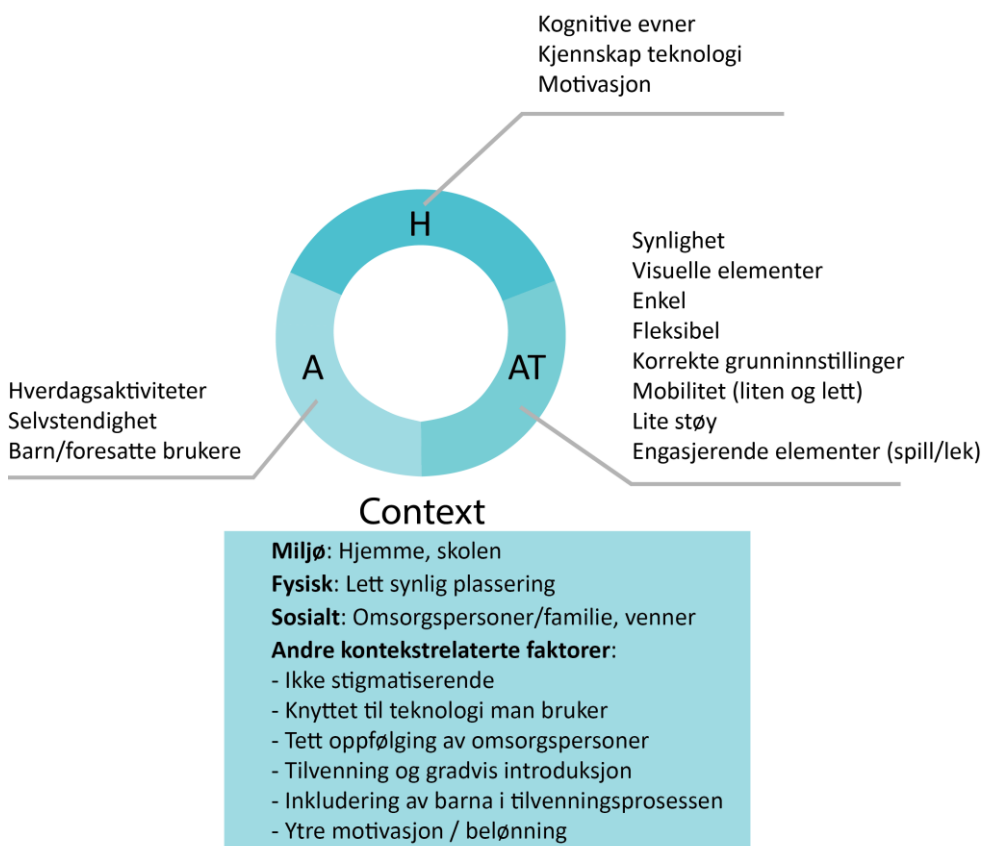 Kognitive evner
Kjennskap teknologi
Motivasjon
H
Synlighet
Visuelle elementer
Enkel
Fleksibel
Korrekte grunninnstillinger
Mobilitet (liten og lett)
Lite støy
Engasjerende elementer (spill/lek)
AT
A
Hverdagsaktiviteter
Selvstendighet
Barn/foresatte brukere
Context
Miljø: Hjemme, skolen
Fysisk: Lett synlig plassering
Sosialt: Omsorgspersoner/familie, venner
Andre kontekstrelaterte faktorer:
- Ikke stigmatiserende
- Knyttet til teknologi man bruker
- Tett oppfølging av omsorgspersoner
- Tilvenning og gradvis introduksjon
- Inkludering av barna i tilvenningsprosessen
- Ytre motivasjon / belønning